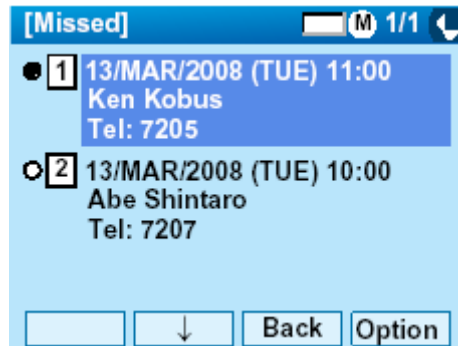 [Missed] M 1/1
1 13/MAR/2008 (TUE) 11:00
Ken Kobus
Tel: 7205
2 13/MAR/2008 (TUE) 10:00
Abe Shintaro
Tel: 7207
↓ Back Option